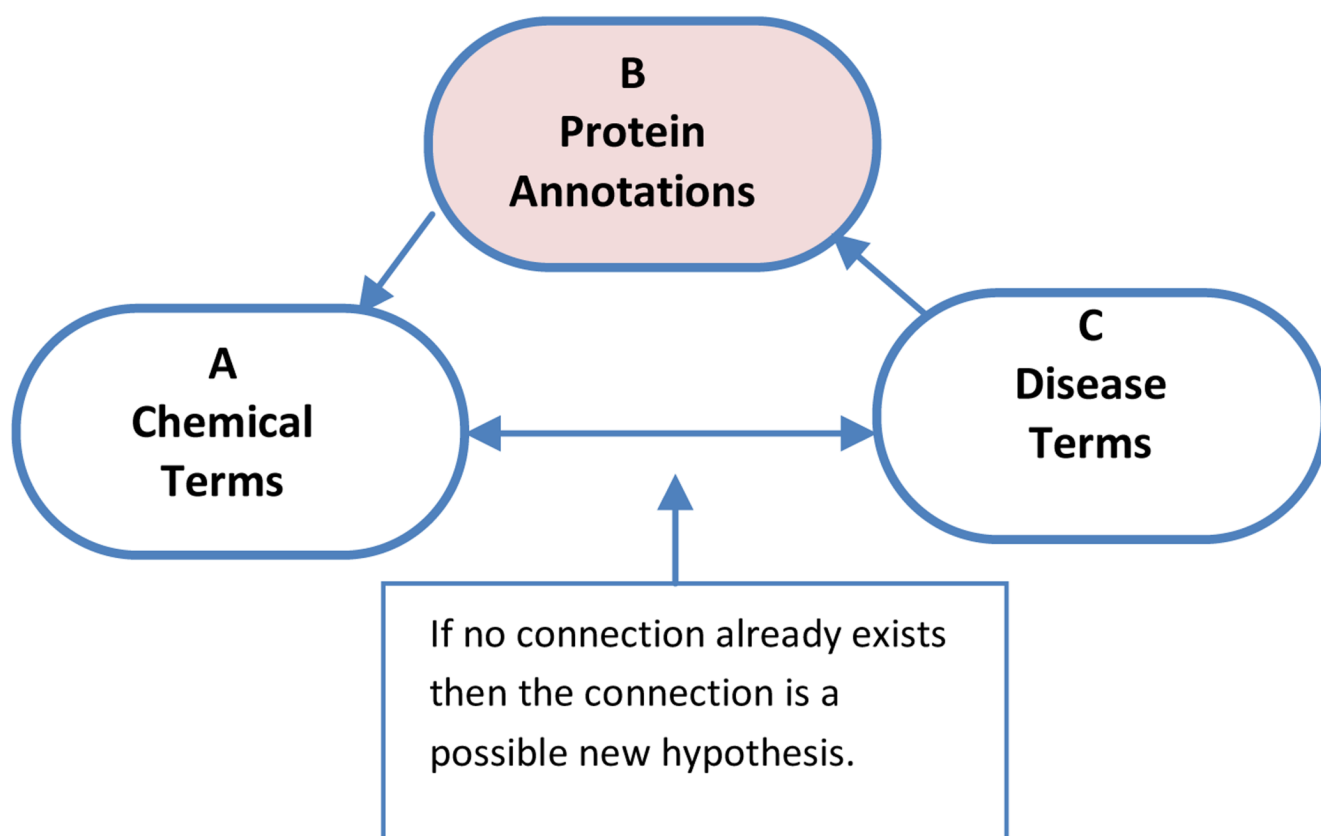 B
Protein
Annotations
A
Chemical
Terms
C
Disease
Terms
If no connection already exists
then the connection is a
possible new hypothesis.